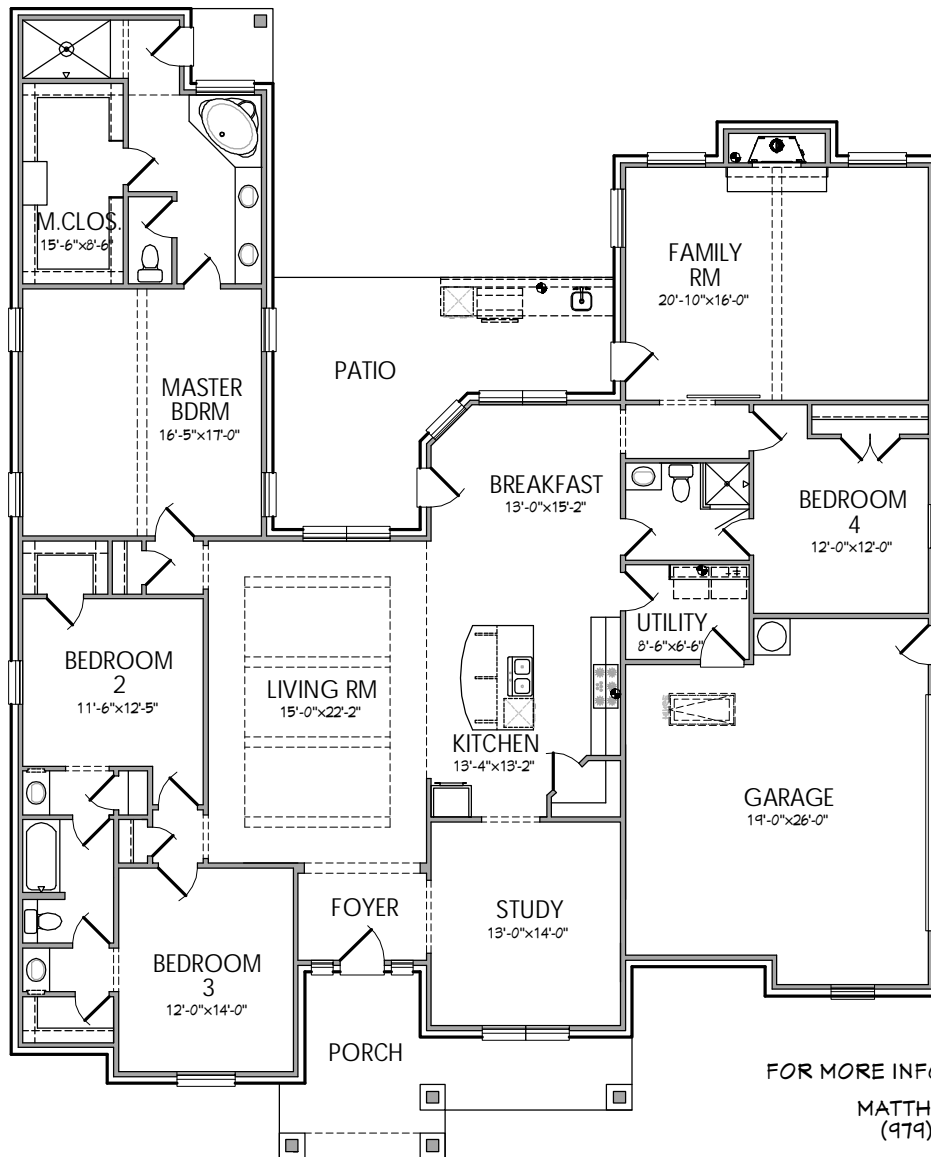 M.CLOS.
15'-6"x8'-6"
FAMILY
RM
20'-10"x16'-0"
PATIO
MASTER
BDRM
16'-5"x17'-0"
BREAKFAST
13'-0"x15'-2"
BEDROOM
4
12'-0"x12'-0"
UTILITY
8'-6"x6'-6"
BEDROOM
2
11'-6"x12'-5"
LIVING RM
15'-0"x22'-2"
KITCHEN
13'-4"x13'-2"
GARAGE
19'-0"x26'-0"
FOYER
STUDY
13'-0"x14'-0"
BEDROOM
3
12'-0"x14'-0"
PORCH
FOR MORE INFO
MATTH
(979)